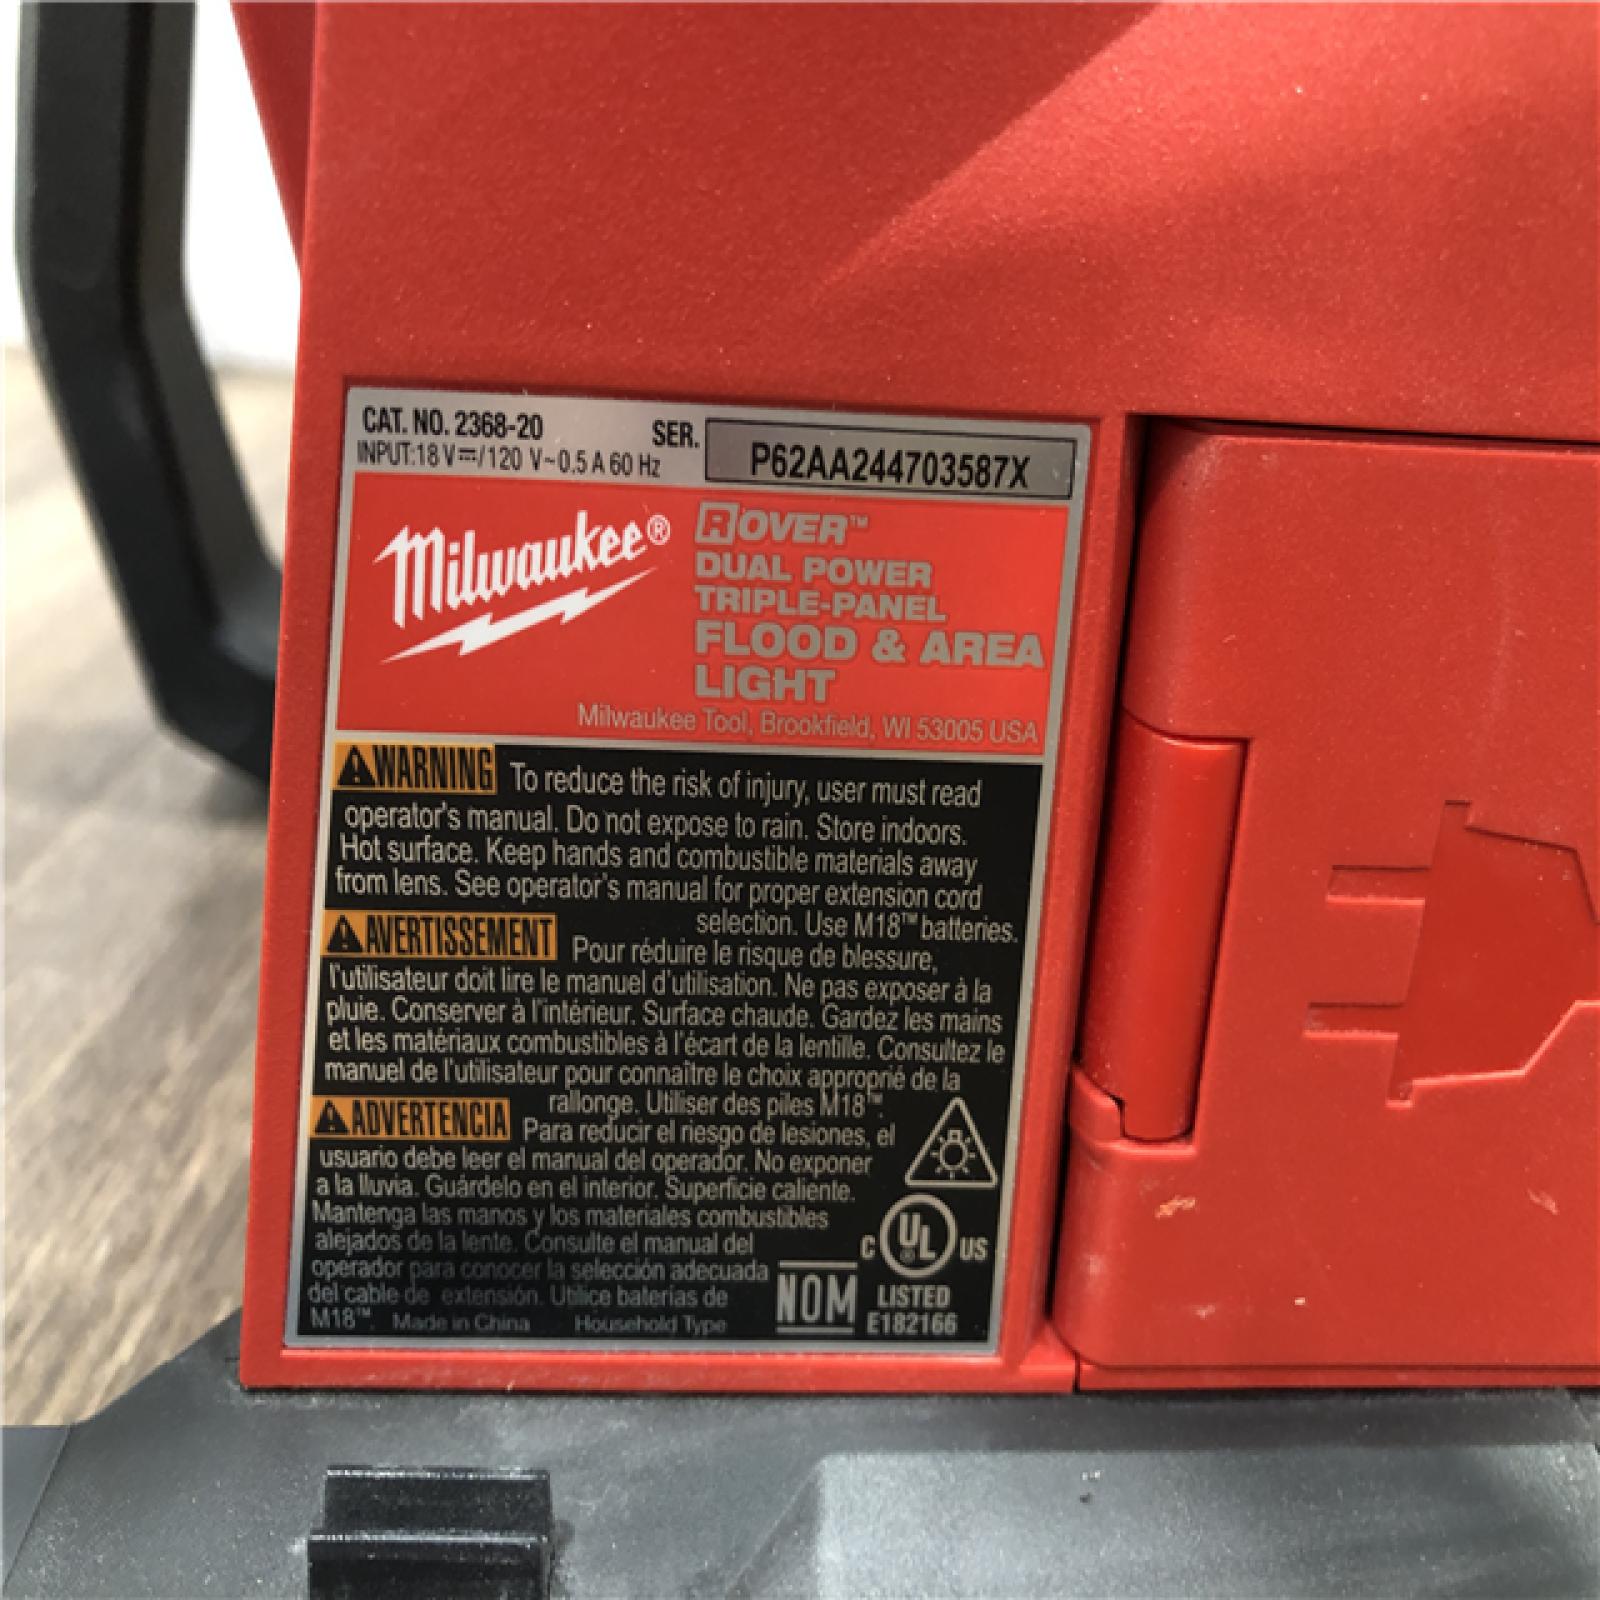 CAT. NO. 2368-20
INPUT:18 V⎓/120 V~0.5 A 60 Hz
SER.
P62AA244703587X
Milwaukee®
ROVER™
DUAL POWER
TRIPLE-PANEL
FLOOD & AREA
LIGHT
Milwaukee Tool, Brookfield, WI 53005 USA
⚠WARNING To reduce the risk of injury, user must read
operator's manual. Do not expose to rain. Store indoors.
Hot surface. Keep hands and combustible materials away
from lens. See operator's manual for proper extension cord
selection. Use M18™ batteries.
⚠AVERTISSEMENT Pour réduire le risque de blessure,
l'utilisateur doit lire le manuel d'utilisation. Ne pas exposer à la
pluie. Conserver à l'intérieur. Surface chaude. Gardez les mains
et les matériaux combustibles à l'écart de la lentille. Consultez le
manuel de l'utilisateur pour connaître le choix approprié de la
rallonge. Utiliser des piles M18™.
⚠ADVERTENCIA Para reducir el riesgo de lesiones, el
usuario debe leer el manual del operador. No exponer
a la lluvia. Guárdelo en el interior. Superficie caliente.
Mantenga las manos y los materiales combustibles
alejados de la lente. Consulte el manual del
operador para conocer la selección adecuada
del cable de extensión. Utilice baterías de
M18™. Made in China Household Type
NOM
C UL® US
LISTED
E182166